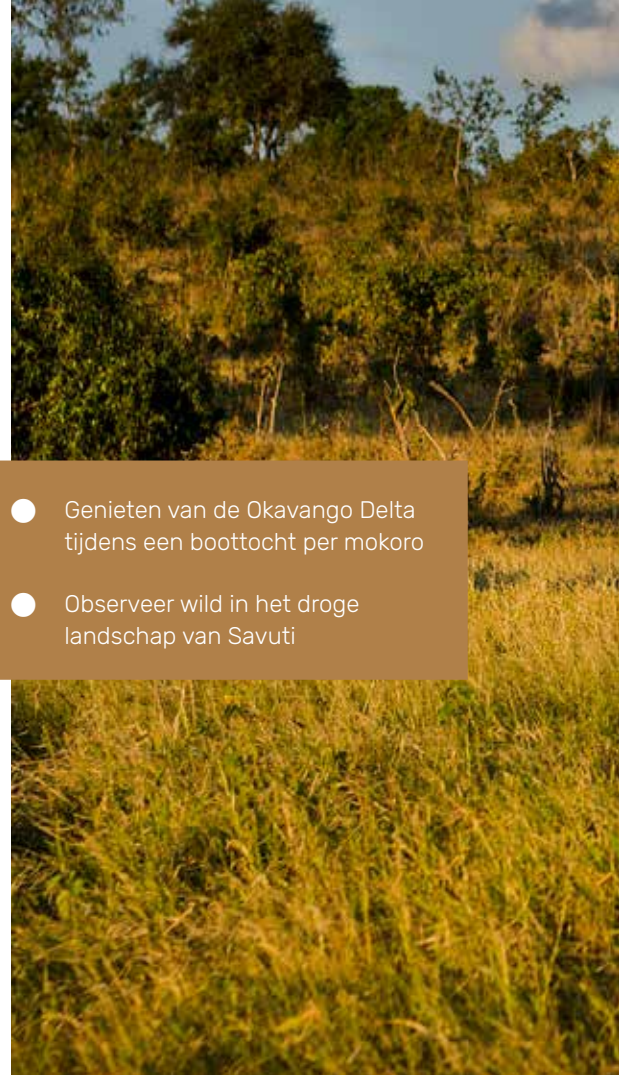 Genieten van de Okavango Delta
tijdens een boottocht per mokoro
Observeer wild in het droge
landschap van Savuti